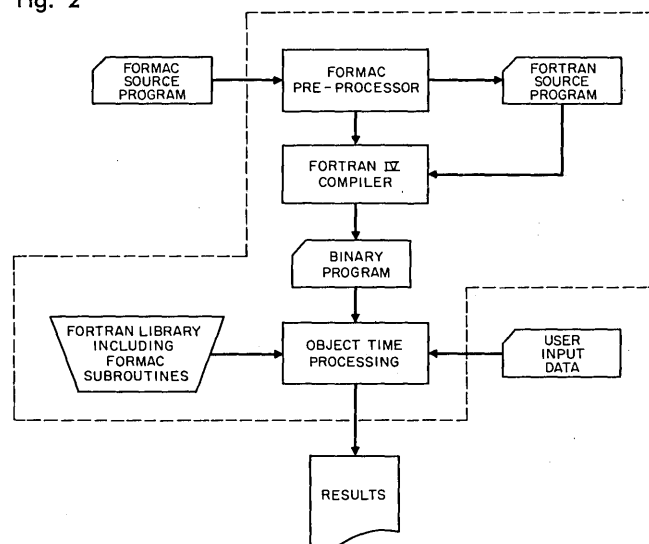 Fig. 2
FORMAC
SOURCE
PROGRAM
FORMAC
PRE-PROCESSOR
FORTRAN
SOURCE
PROGRAM
FORTRAN IV
COMPILER
BINARY
PROGRAM
FORTRAN LIBRARY
INCLUDING
FORMAC
SUBROUTINES
OBJECT TIME
PROCESSING
USER
INPUT
DATA
RESULTS